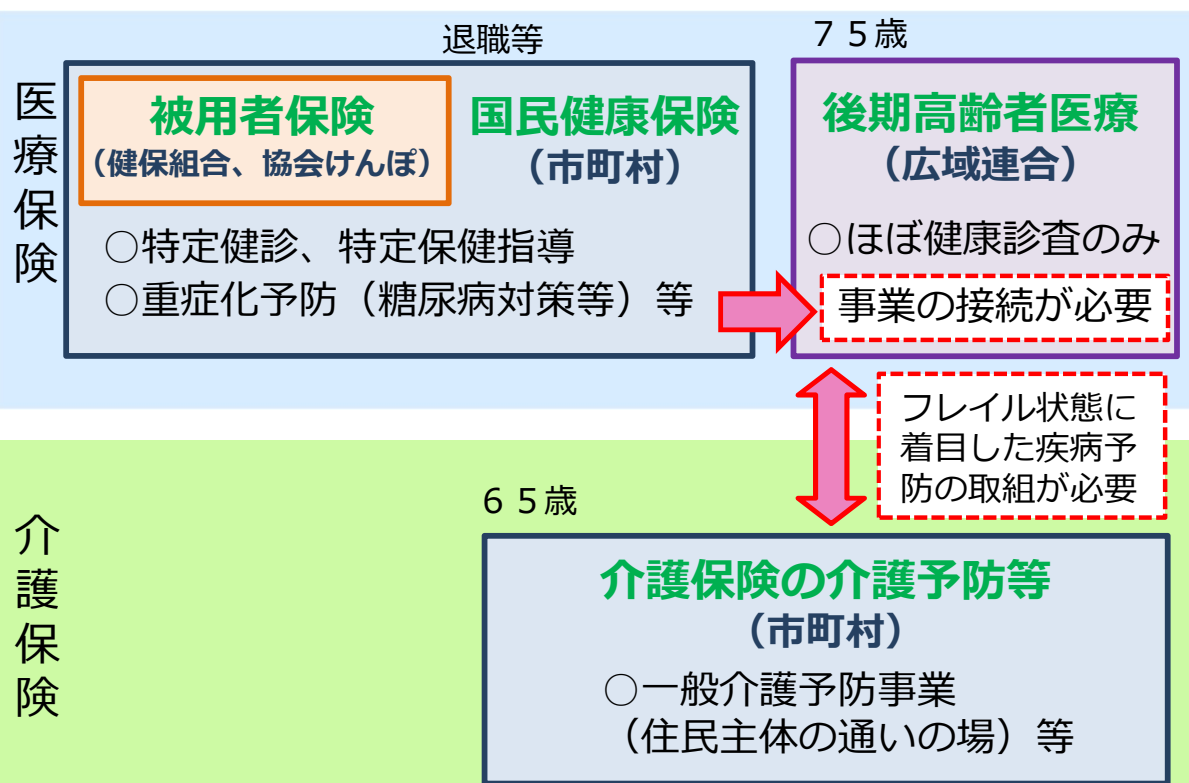 医療保険
退職等
７５歳
被用者保険
（健保組合、協会けんぽ）
国民健康保険
（市町村）
○特定健診、特定保健指導
○重症化予防（糖尿病対策等）等
後期高齢者医療
（広域連合）
○ほぼ健康診査のみ
事業の接続が必要
フレイル状態に
着目した疾病予
防の取組が必要
介護保険
６５歳
介護保険の介護予防等
（市町村）
○一般介護予防事業
（住民主体の通いの場）等